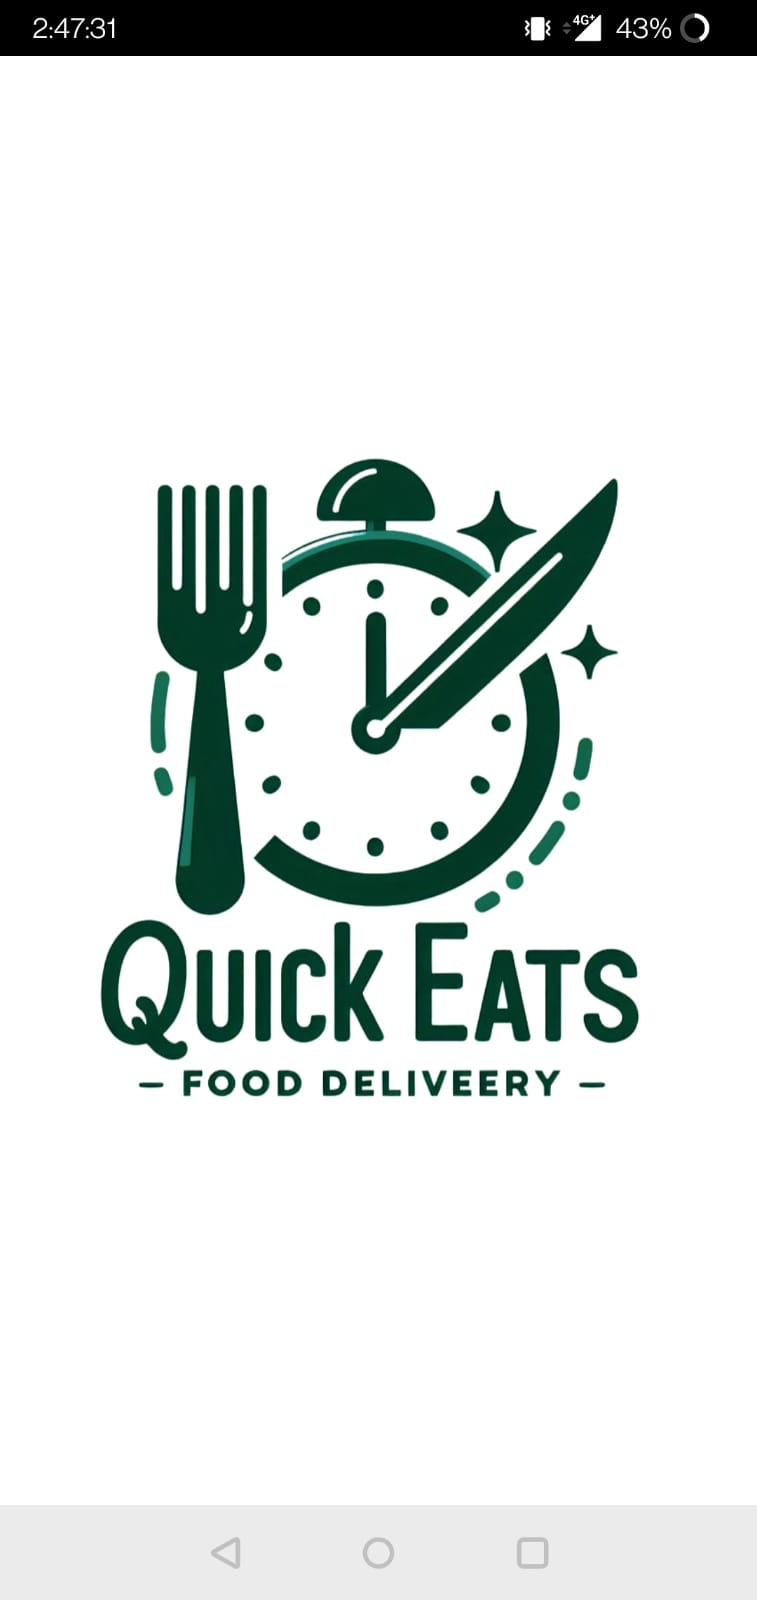 2:47:31 4G+ 43%
Quick Eats
– FOOD DELIVEERY –